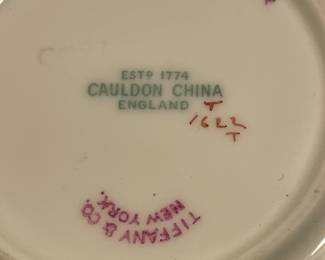 ESTD 1774
CAULDON CHINA
ENGLAND
T
1622
T
TIFFANY & CO.
NEW YORK.